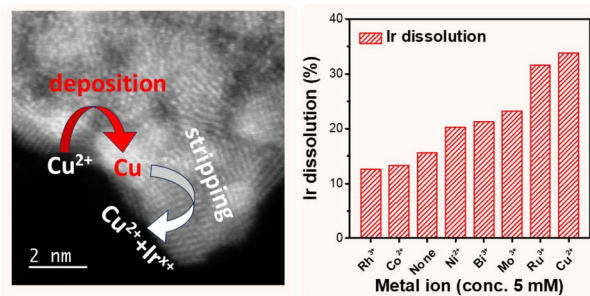 deposition
Cu²⁺
Cu
stripping
Cu²⁺+Irˣ⁺
2 nm
Ir dissolution
Ir dissolution (%)
40
30
20
10
0
Rh³⁺
Co²⁺
None
Ni²⁺
Bi³⁺
Mo³⁺
Ru³⁺
Cu²⁺
Metal ion (conc. 5 mM)